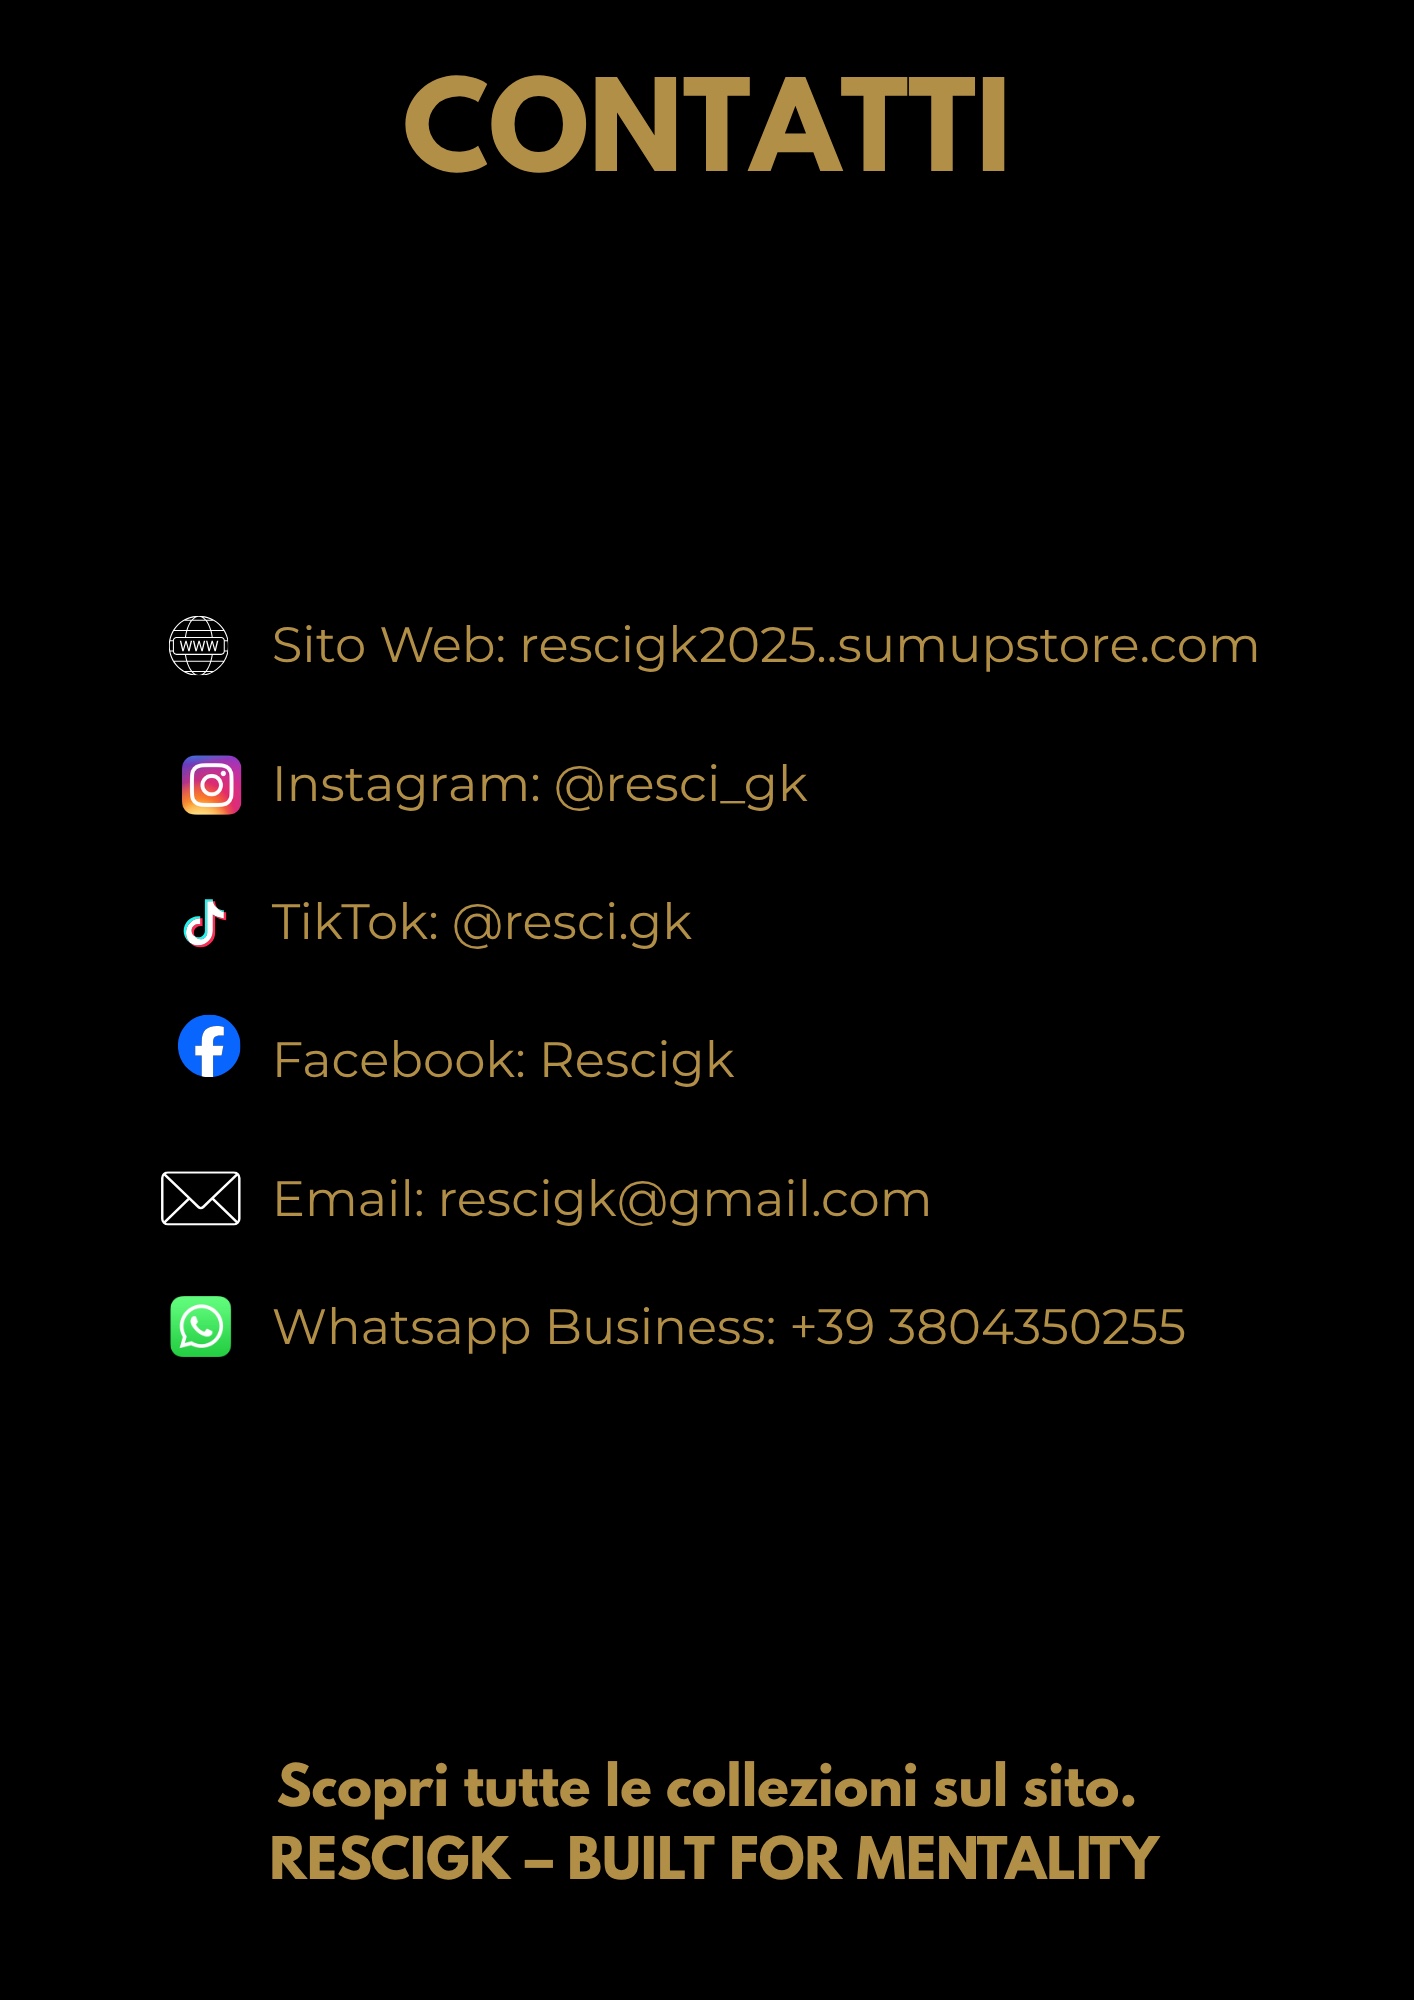 CONTATTI
WWW
Sito Web: rescigk2025..sumupstore.com
Instagram: @resci_gk
TikTok: @resci.gk
Facebook: Rescigk
Email: rescigk@gmail.com
Whatsapp Business: +39 3804350255
Scopri tutte le collezioni sul sito.
RESCIGK – BUILT FOR MENTALITY